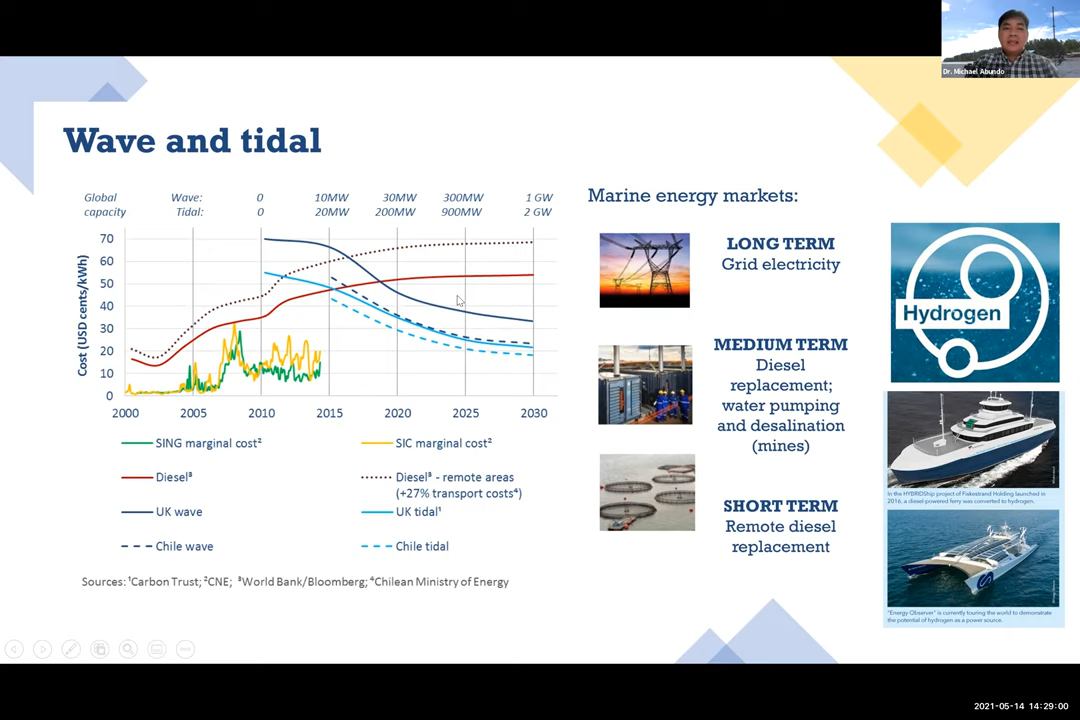 Dr. Michael Abundo
Wave and tidal
Global Wave: 0 10MW 30MW 300MW 1 GW
capacity Tidal: 0 20MW 200MW 900MW 2 GW
Cost (USD cents/kWh)
70
60
50
40
30
20
10
0
2000 2005 2010 2015 2020 2025 2030
SING marginal cost² SIC marginal cost²
Diesel³ Diesel³ - remote areas
(+27% transport costs⁴)
UK wave UK tidal¹
Chile wave Chile tidal
Sources: ¹Carbon Trust; ²CNE; ³World Bank/Bloomberg; ⁴Chilean Ministry of Energy
Marine energy markets:
LONG TERM
Grid electricity
MEDIUM TERM
Diesel
replacement;
water pumping
and desalination
(mines)
SHORT TERM
Remote diesel
replacement
Hydrogen
In the HYBRIDShip project of Fiskestrand Holding launched in
2016, a diesel-powered ferry was converted to hydrogen.
"Energy Observer" is currently touring the world to demonstrate
the potential of hydrogen as a power source.
2021-05-14 14:29:00